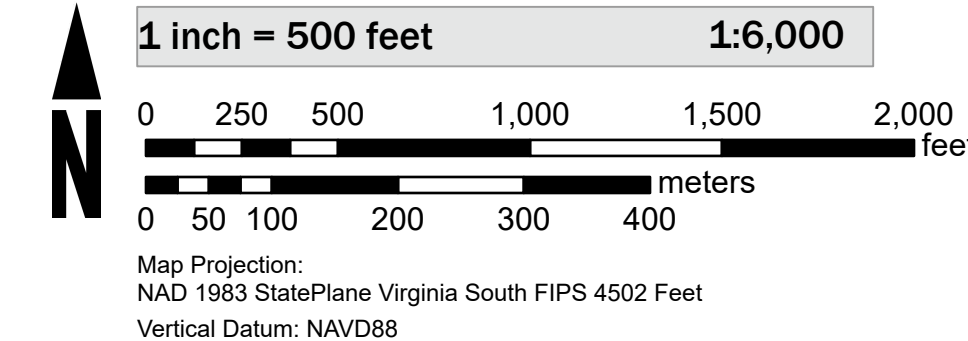 1 inch = 500 feet 1:6,000
0 250 500 1,000 1,500 2,000
feet
meters
0 50 100 200 300 400
N
Map Projection:
NAD 1983 StatePlane Virginia South FIPS 4502 Feet
Vertical Datum: NAVD88